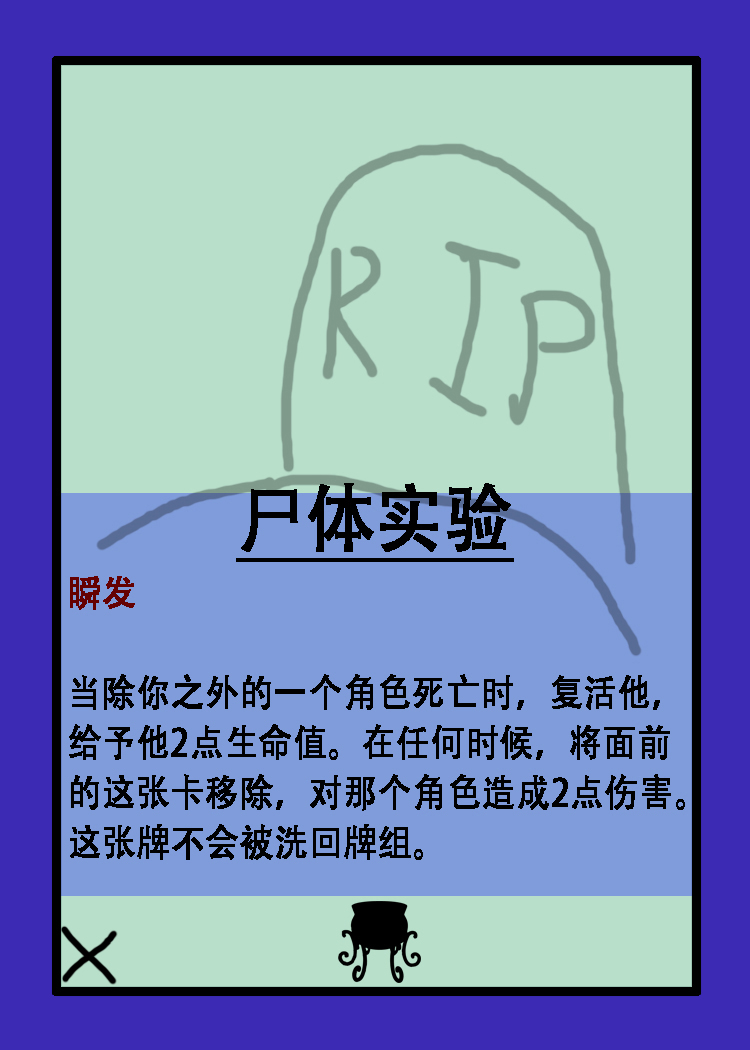 RIP
尸体实验
瞬发
当除你之外的一个角色死亡时，复活他，
给予他2点生命值。在任何时候，将面前
的这张卡移除，对那个角色造成2点伤害。
这张牌不会被洗回牌组。